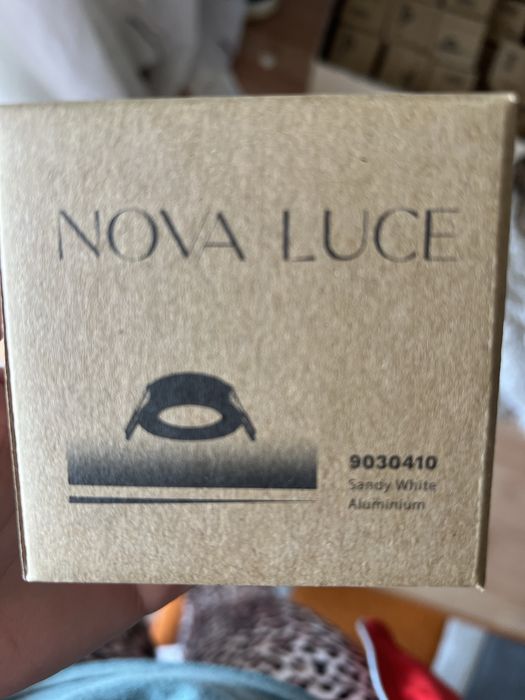 NOVA LUCE
9030410
Sandy White
Aluminium